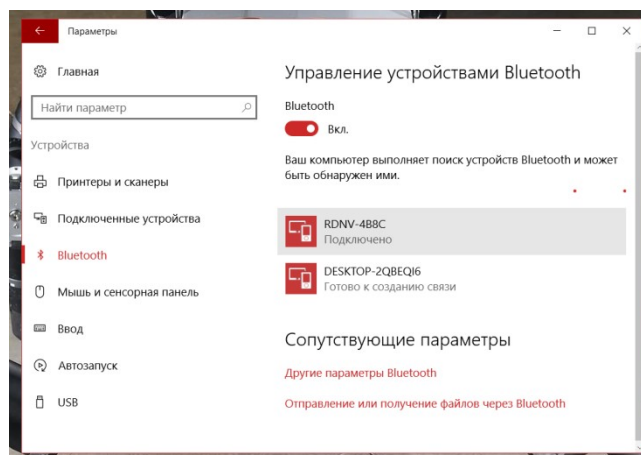 Параметры
Главная
Найти параметр
Устройства
Принтеры и сканеры
Подключенные устройства
Bluetooth
Мышь и сенсорная панель
Ввод
Автозапуск
USB
Управление устройствами Bluetooth
Bluetooth
Вкл.
Ваш компьютер выполняет поиск устройств Bluetooth и может
быть обнаружен ими.
RDNV-4B8C
Подключено
DESKTOP-2QBEQI6
Готово к созданию связи
Сопутствующие параметры
Другие параметры Bluetooth
Отправление или получение файлов через Bluetooth